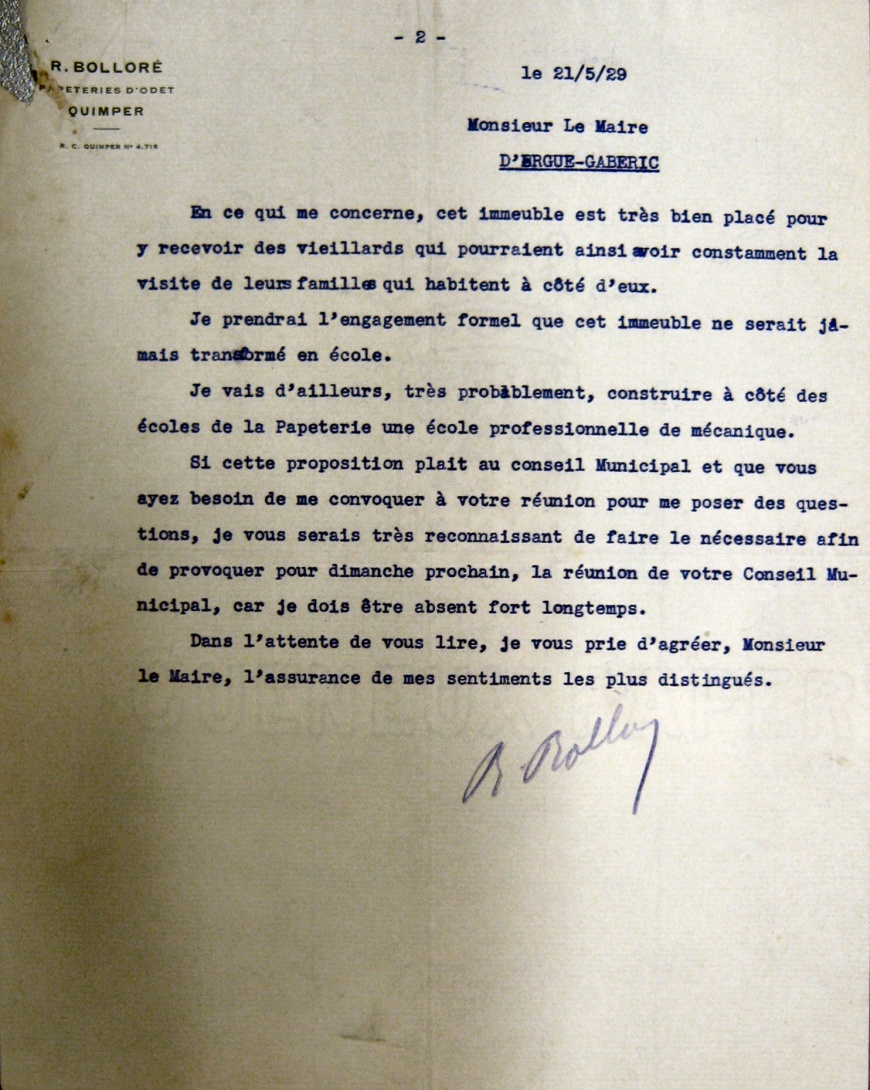 - 2 -
R. BOLLORÉ
PAPETERIES D'ODET
QUIMPER
R. C. QUIMPER Nº 4.716
le 21/5/29
Monsieur Le Maire
D'ERGUE-GABERIC
En ce qui me concerne, cet immeuble est très bien placé pour
y recevoir des vieillards qui pourraient ainsi avoir constamment la
visite de leurs familles qui habitent à côté d'eux.
Je prendrai l'engagement formel que cet immeuble ne serait ja-
mais transformé en école.
Je vais d'ailleurs, très probablement, construire à côté des
écoles de la Papeterie une école professionnelle de mécanique.
Si cette proposition plait au conseil Municipal et que vous
ayez besoin de me convoquer à votre réunion pour me poser des ques-
tions, je vous serais très reconnaissant de faire le nécessaire afin
de provoquer pour dimanche prochain, la réunion de votre Conseil Mu-
nicipal, car je dois être absent fort longtemps.
Dans l'attente de vous lire, je vous prie d'agréer, Monsieur
le Maire, l'assurance de mes sentiments les plus distingués.
R Bolloré